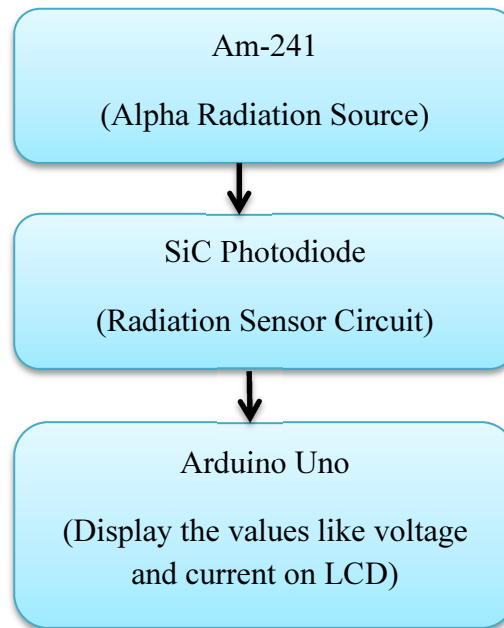 Am-241
(Alpha Radiation Source)
SiC Photodiode
(Radiation Sensor Circuit)
Arduino Uno
(Display the values like voltage
and current on LCD)